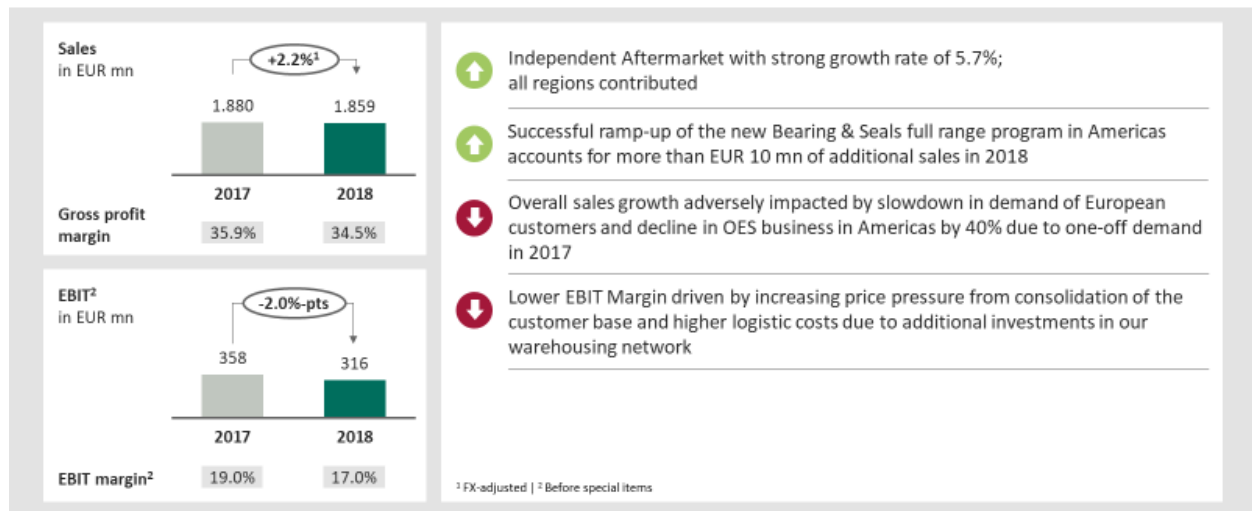 Sales
in EUR mn
+2.2%¹
1.880 1.859
2017 2018
Gross profit
margin
35.9% 34.5%
EBIT²
in EUR mn
-2.0%-pts
358 316
2017 2018
EBIT margin²
19.0% 17.0%
Independent Aftermarket with strong growth rate of 5.7%;
all regions contributed
Successful ramp-up of the new Bearing & Seals full range program in Americas
accounts for more than EUR 10 mn of additional sales in 2018
Overall sales growth adversely impacted by slowdown in demand of European
customers and decline in OES business in Americas by 40% due to one-off demand
in 2017
Lower EBIT Margin driven by increasing price pressure from consolidation of the
customer base and higher logistic costs due to additional investments in our
warehousing network
¹ FX-adjusted | ² Before special items